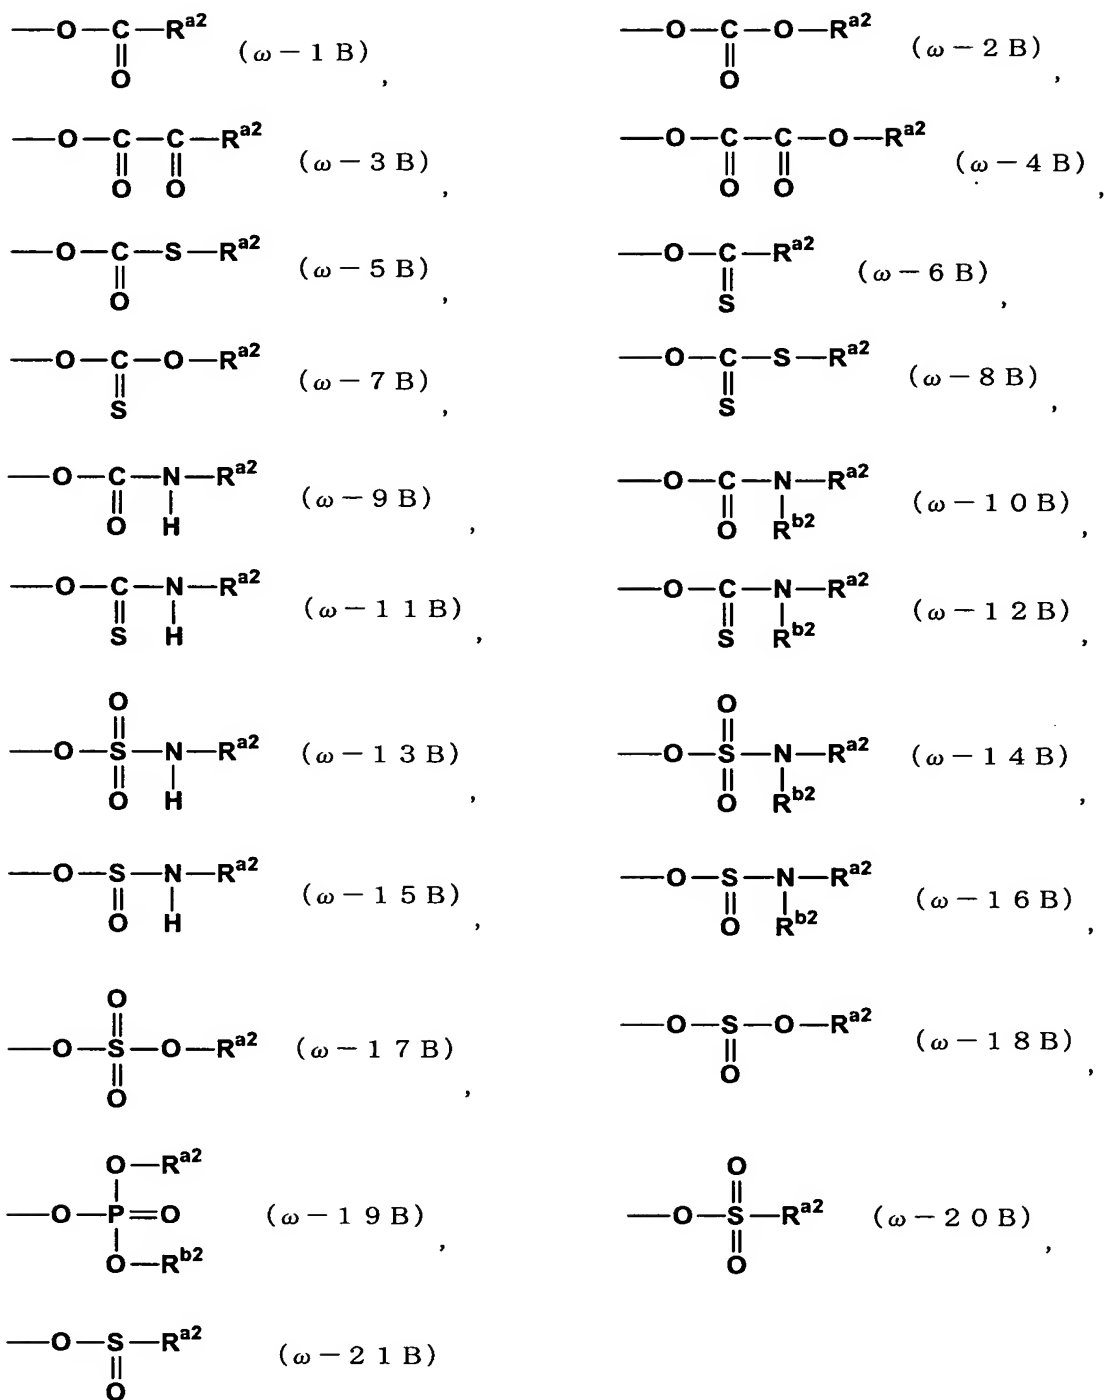 —O—C—R^a2 (ω−1B), —O—C—O—R^a2 (ω−2B),
O O
—O—C—C—R^a2 (ω−3B), —O—C—C—O—R^a2 (ω−4B),
O O O O
—O—C—S—R^a2 (ω−5B), —O—C—R^a2 (ω−6B),
O S
—O—C—O—R^a2 (ω−7B), —O—C—S—R^a2 (ω−8B),
S S
—O—C—N—R^a2 (ω−9B), —O—C—N—R^a2 (ω−10B),
O H O R^b2
—O—C—N—R^a2 (ω−11B), —O—C—N—R^a2 (ω−12B),
S H S R^b2
O O
—O—S—N—R^a2 (ω−13B), —O—S—N—R^a2 (ω−14B),
O H O R^b2
—O—S—N—R^a2 (ω−15B), —O—S—N—R^a2 (ω−16B),
O H O R^b2
O
—O—S—O—R^a2 (ω−17B), —O—S—O—R^a2 (ω−18B),
O O
O—R^a2 O
—O—P=O (ω−19B), —O—S—R^a2 (ω−20B),
O—R^b2 O
—O—S—R^a2 (ω−21B)
O